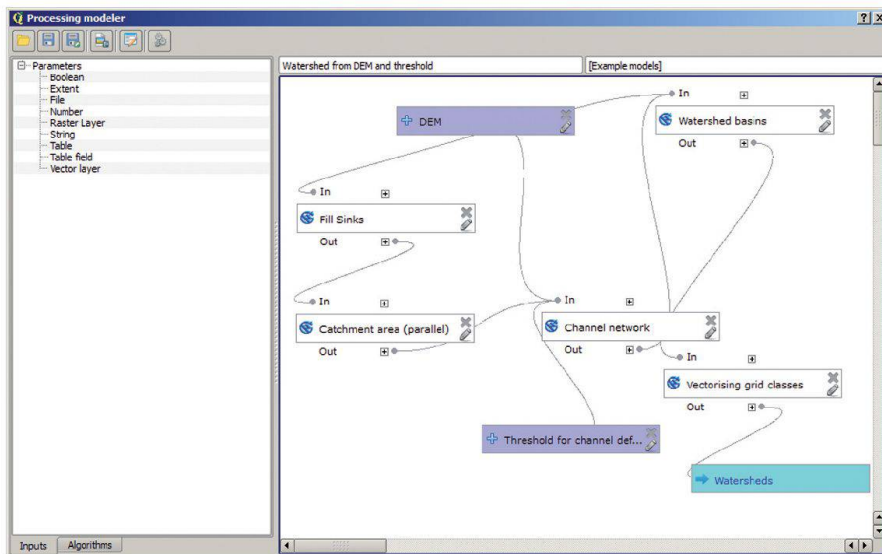 Processing modeler
Parameters
Boolean
Extent
File
Number
Raster Layer
String
Table
Table field
Vector layer
Inputs
Algorithms
Watershed from DEM and threshold
[Example models]
DEM
In
Watershed basins
Out
In
Fill Sinks
Out
In
Catchment area (parallel)
Out
In
Channel network
Out
In
Vectorising grid classes
Out
Threshold for channel def...
Watersheds